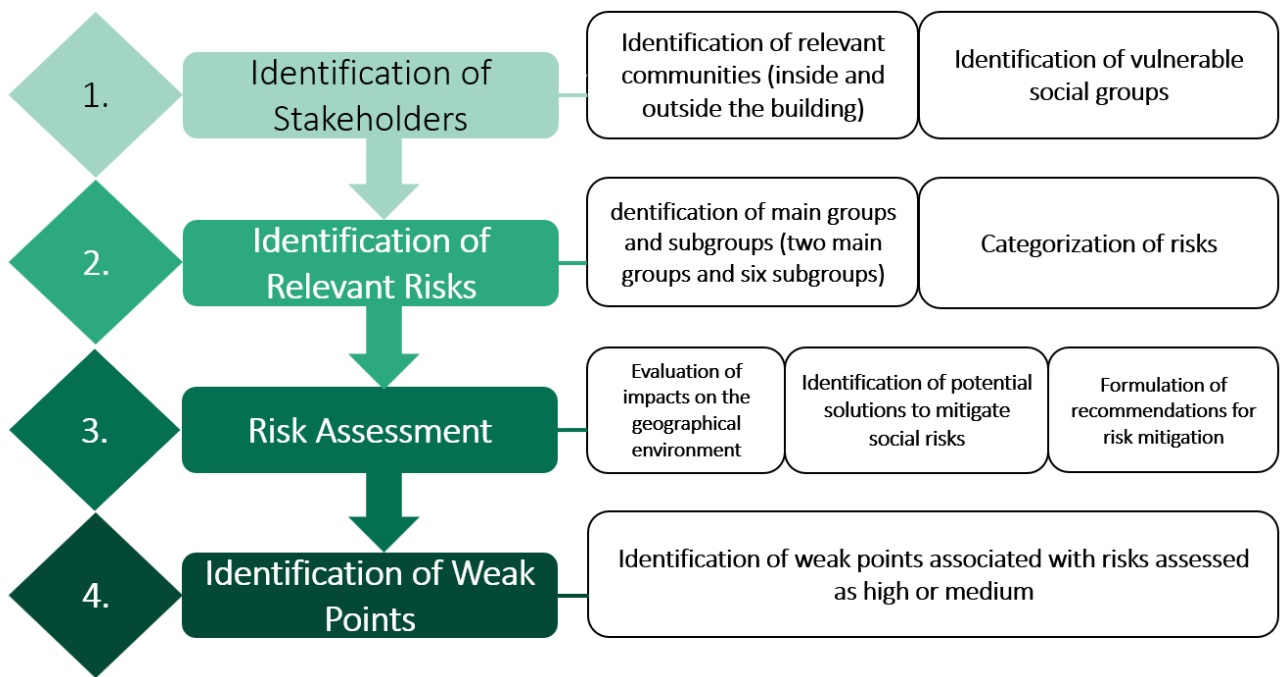 1.
Identification of
Stakeholders
Identification of relevant
communities (inside and
outside the building)
Identification of vulnerable
social groups
2.
Identification of
Relevant Risks
dentification of main groups
and subgroups (two main
groups and six subgroups)
Categorization of risks
3.
Risk Assessment
Evaluation of
impacts on the
geographical
environment
Identification of potential
solutions to mitigate
social risks
Formulation of
recommendations for
risk mitigation
4.
Identification of Weak
Points
Identification of weak points associated with risks assessed
as high or medium